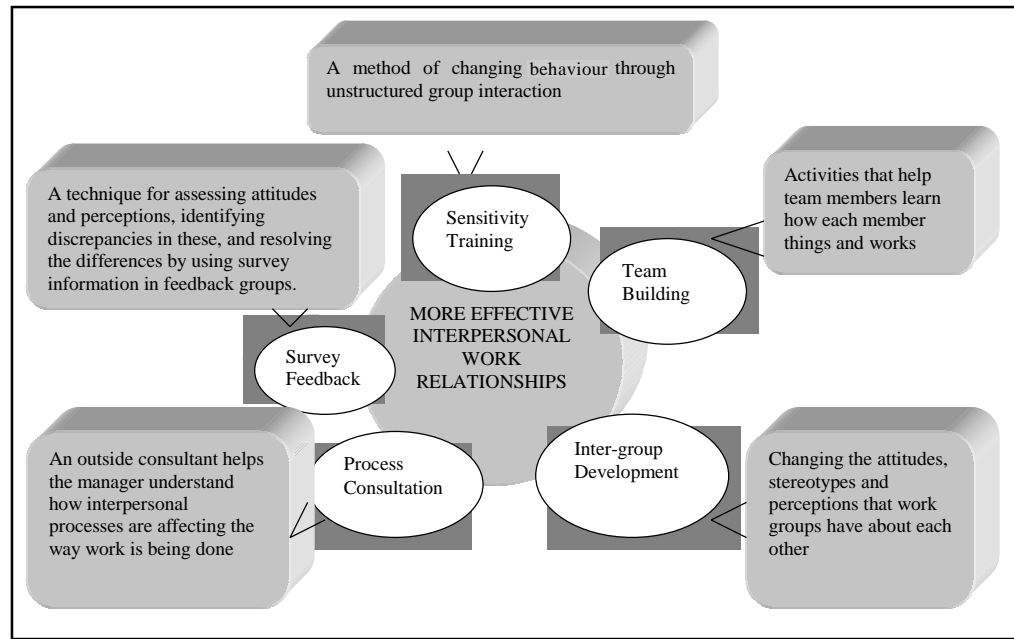 A method of changing behaviour through
unstructured group interaction
A technique for assessing attitudes
and perceptions, identifying
discrepancies in these, and resolving
the differences by using survey
information in feedback groups.
Sensitivity
Training
Activities that help
team members learn
how each member
things and works
Team
Building
MORE EFFECTIVE
INTERPERSONAL
WORK
RELATIONSHIPS
Survey
Feedback
An outside consultant helps
the manager understand
how interpersonal
processes are affecting the
way work is being done
Process
Consultation
Inter-group
Development
Changing the attitudes,
stereotypes and
perceptions that work
groups have about each
other